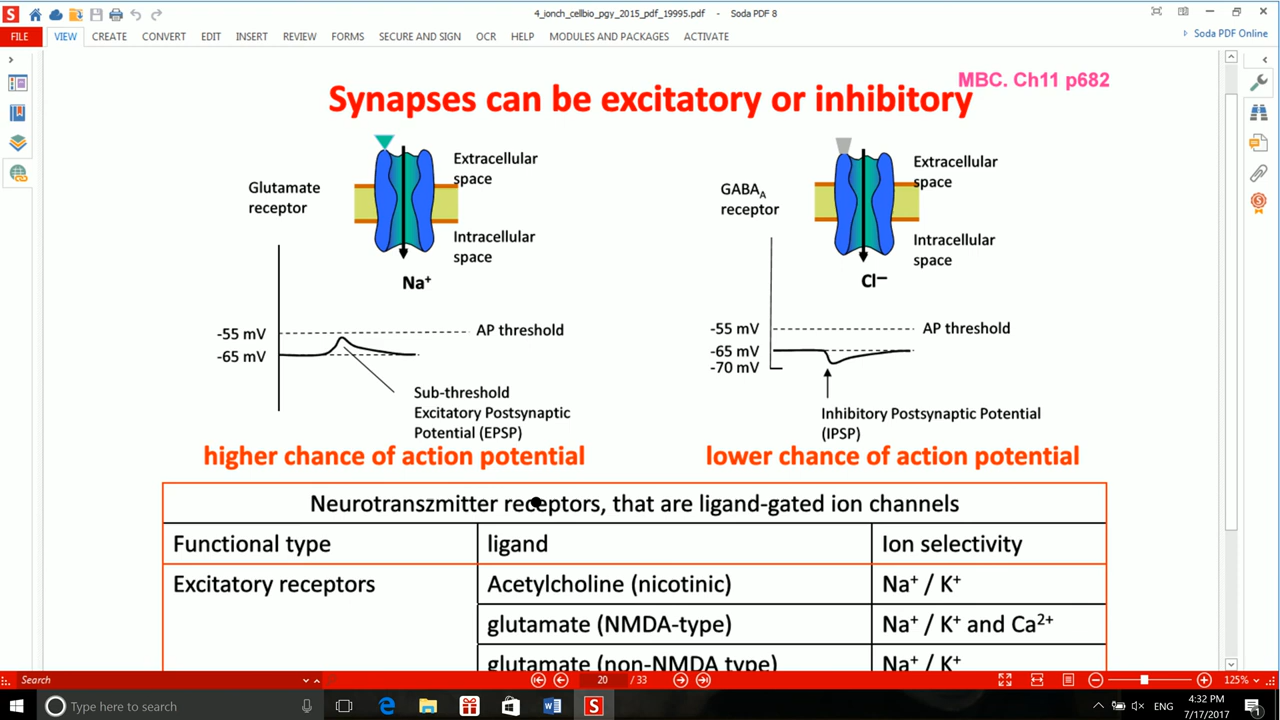 4_ionch_cellbio_pgy_2015_pdf_19995.pdf - Soda PDF 8
FILE VIEW CREATE CONVERT EDIT INSERT REVIEW FORMS SECURE AND SIGN OCR HELP MODULES AND PACKAGES ACTIVATE Soda PDF Online
MBC. Ch11 p682
Synapses can be excitatory or inhibitory
Glutamate
receptor
Extracellular
space
Intracellular
space
Na⁺
-55 mV
-65 mV
AP threshold
Sub-threshold
Excitatory Postsynaptic
Potential (EPSP)
higher chance of action potential
GABA_A
receptor
Extracellular
space
Intracellular
space
Cl⁻
-55 mV
-65 mV
-70 mV
AP threshold
Inhibitory Postsynaptic Potential
(IPSP)
lower chance of action potential
Neurotranszmitter receptors, that are ligand-gated ion channels
Functional type ligand Ion selectivity
Excitatory receptors Acetylcholine (nicotinic) Na⁺ / K⁺
glutamate (NMDA-type) Na⁺ / K⁺ and Ca²⁺
glutamate (non-NMDA type) Na⁺ / K⁺
Search 20 / 33 125%
Type here to search
ENG
4:32 PM
7/17/2017